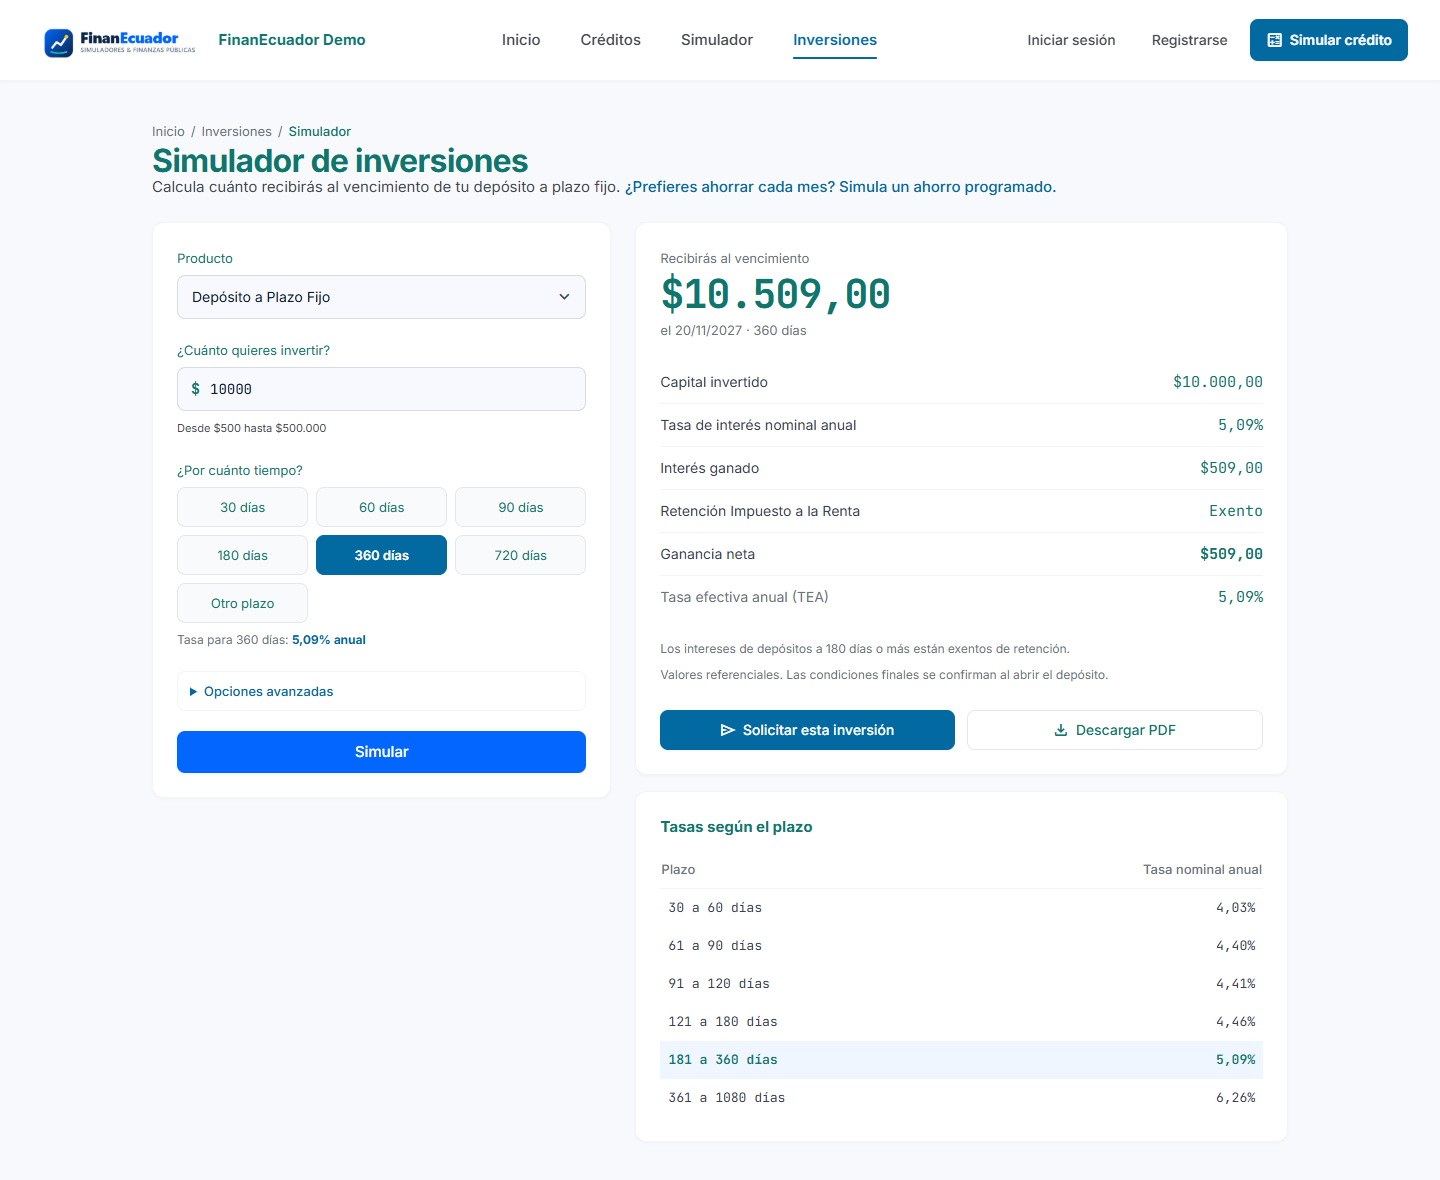 FinanEcuador
SIMULADORES & FINANZAS PÚBLICAS
FinanEcuador Demo
Inicio
Créditos
Simulador
Inversiones
Iniciar sesión
Registrarse
Simular crédito
Inicio / Inversiones / Simulador
Simulador de inversiones
Calcula cuánto recibirás al vencimiento de tu depósito a plazo fijo. ¿Prefieres ahorrar cada mes? Simula un ahorro programado.
Producto
Depósito a Plazo Fijo
¿Cuánto quieres invertir?
$ 10000
Desde $500 hasta $500.000
¿Por cuánto tiempo?
30 días
60 días
90 días
180 días
360 días
720 días
Otro plazo
Tasa para 360 días: 5,09% anual
Opciones avanzadas
Simular
Recibirás al vencimiento
$10.509,00
el 20/11/2027 · 360 días
Capital invertido $10.000,00
Tasa de interés nominal anual 5,09%
Interés ganado $509,00
Retención Impuesto a la Renta Exento
Ganancia neta $509,00
Tasa efectiva anual (TEA) 5,09%
Los intereses de depósitos a 180 días o más están exentos de retención.
Valores referenciales. Las condiciones finales se confirman al abrir el depósito.
Solicitar esta inversión
Descargar PDF
Tasas según el plazo
Plazo Tasa nominal anual
30 a 60 días 4,03%
61 a 90 días 4,40%
91 a 120 días 4,41%
121 a 180 días 4,46%
181 a 360 días 5,09%
361 a 1080 días 6,26%